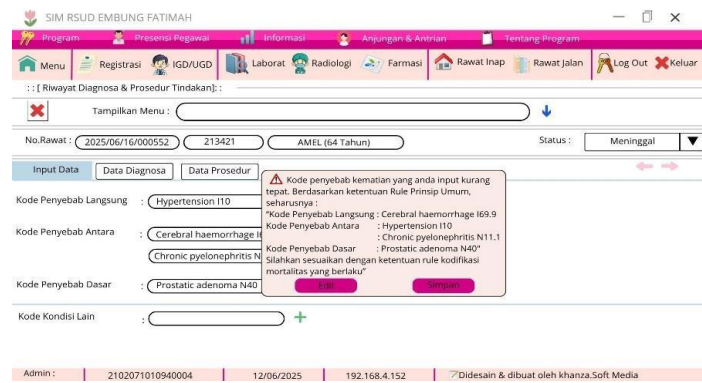 SIM RSUD EMBUNG FATIMAH
Program Presensi Pegawai Informasi Anjungan & Antrian Tentang Program
Menu Registrasi IGD/UGD Laborat Radiologi Farmasi Rawat Inap Rawat Jalan Log Out Keluar
: : [ Riwayat Diagnosa & Prosedur Tindakan]: :
Tampilkan Menu :
No.Rawat : 2025/06/16/000552 213421 AMEL (64 Tahun) Status : Meninggal
Input Data Data Diagnosa Data Prosedur
Kode Penyebab Langsung : Hypertension I10
Kode Penyebab Antara : Cerebral haemorrhage
Chronic pyelonephritis
Kode Penyebab Dasar : Prostatic adenoma N40
Kode Kondisi Lain :
Kode penyebab kematian yang anda input kurang
tepat. Berdasarkan ketentuan Rule Prinsip Umum,
seharusnya :
"Kode Penyebab Langsung : Cerebral haemorrhage I69.9
Kode Penyebab Antara : Hypertension I10
: Chronic pyelonephritis N11.1
Kode Penyebab Dasar : Prostatic adenoma N40"
Silahkan sesuaikan dengan ketentuan rule kodifikasi
mortalitas yang berlaku"
Edit Simpan
Admin : 2102071010940004 12/06/2025 192.168.4.152 Didesain & dibuat oleh khanza.Soft Media